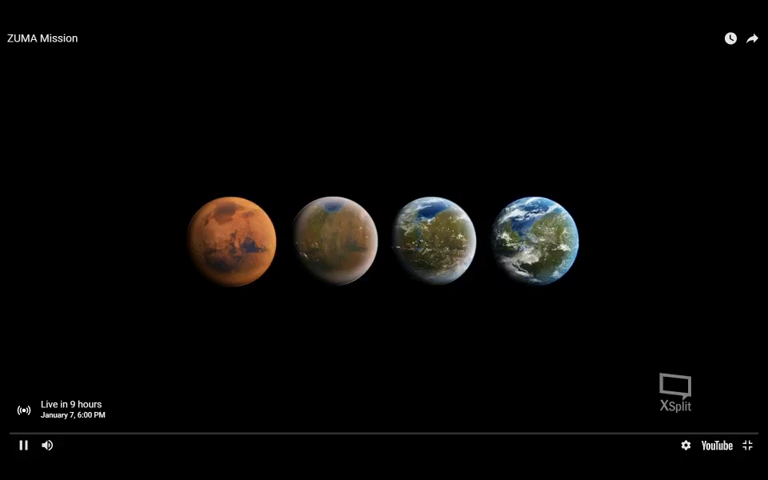 ZUMA Mission
Live in 9 hours
January 7, 6:00 PM
XSplit
YouTube